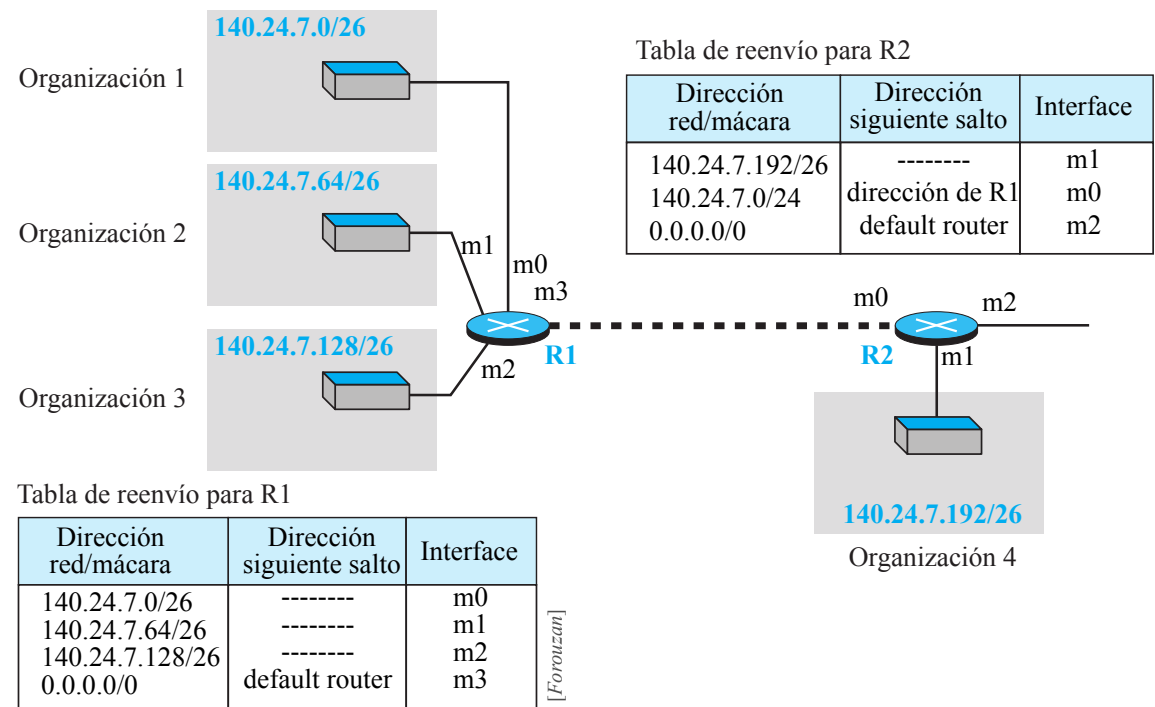 140.24.7.0/26
Organización 1
140.24.7.64/26
Organización 2
140.24.7.128/26
Organización 3
m1
m0
m3
m2
R1
Tabla de reenvío para R2
Dirección red/mácara
Dirección siguiente salto
Interface
140.24.7.192/26 -------- m1
140.24.7.0/24 dirección de R1 m0
0.0.0.0/0 default router m2
m0
m2
R2
m1
140.24.7.192/26
Organización 4
Tabla de reenvío para R1
Dirección red/mácara
Dirección siguiente salto
Interface
140.24.7.0/26 -------- m0
140.24.7.64/26 -------- m1
140.24.7.128/26 -------- m2
0.0.0.0/0 default router m3
[Forouzan]